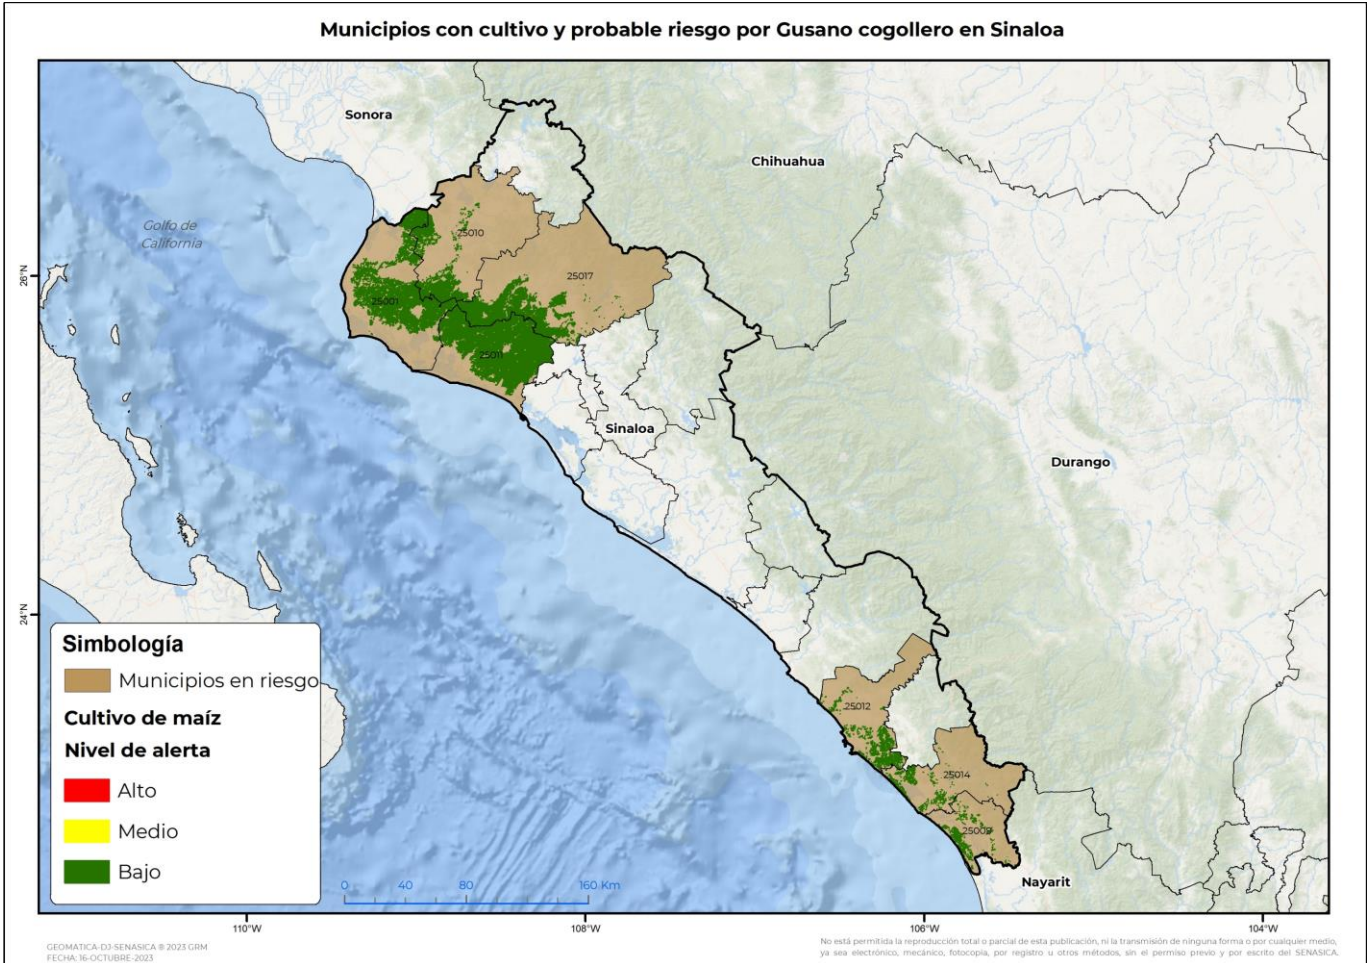 Municipios con cultivo y probable riesgo por Gusano cogollero en Sinaloa
Sonora
Chihuahua
Golfo de
California
25010
26°N
25017
25001
25011
Sinaloa
Durango
24°N
Simbología
Municipios en riesgo
Cultivo de maíz
Nivel de alerta
Alto
Medio
Bajo
25012
25014
25009
Nayarit
0 40 80 160 Km
110°W 108°W 106°W 104°W
GEOMATICA-DJ-SENASICA ® 2023 GRM
FECHA: 16-OCTUBRE-2023
No está permitida la reproducción total o parcial de esta publicación, ni la transmisión de ninguna forma o por cualquier medio,
ya sea electrónico, mecánico, fotocopia, por registro u otros métodos, sin el permiso previo y por escrito del SENASICA.